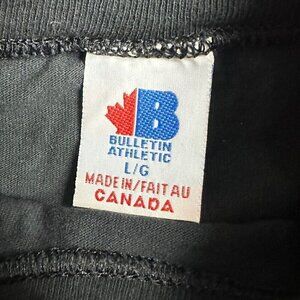 B
BULLETIN
ATHLETIC
L/G
MADE IN/FAIT AU
CANADA